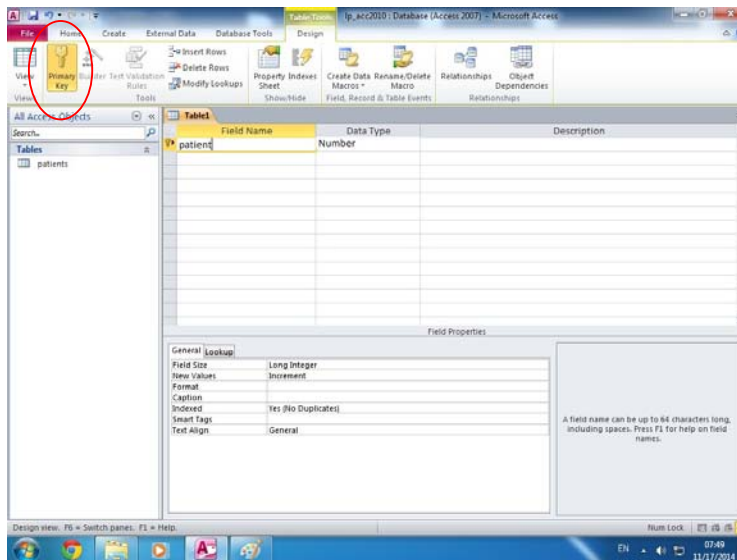 Table Tools
lp_acc2010 : Database (Access 2007) - Microsoft Access
File Home Create External Data Database Tools Design
View
Primary Key
Builder
Test Validation Rules
Insert Rows
Delete Rows
Modify Lookups
Property Sheet
Indexes
Create Data Macros
Rename/Delete Macro
Relationships
Object Dependencies
Views Tools Show/Hide Field, Record & Table Events Relationships
All Access Objects
Table1
Search...
Field Name Data Type Description
Tables
patient Number
patients
Field Properties
General Lookup
Field Size Long Integer
New Values Increment
Format
Caption
Indexed Yes (No Duplicates)
Smart Tags
Text Align General
A field name can be up to 64 characters long,
including spaces. Press F1 for help on field
names.
Design view. F6 = Switch panes. F1 = Help.
Num Lock
EN
07:49
11/17/2014